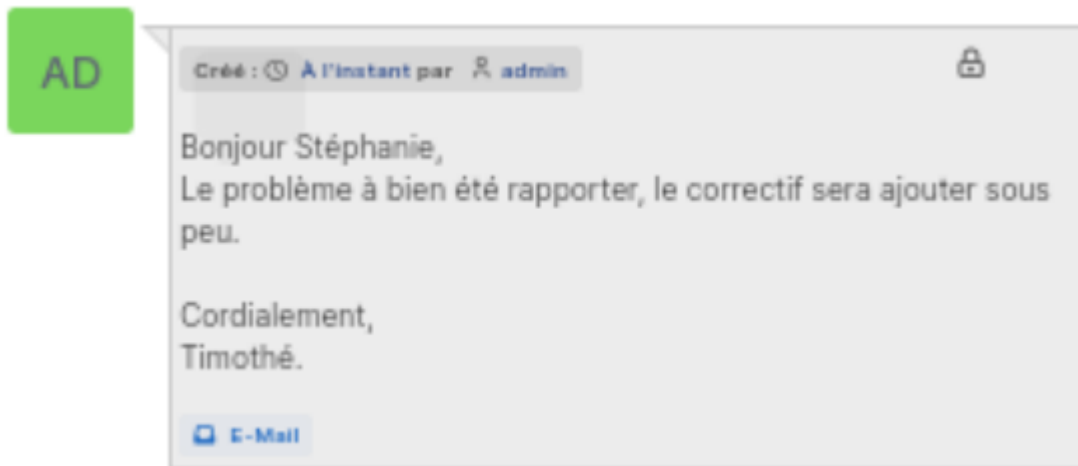 AD
Créé : À l'instant par admin
Bonjour Stéphanie,
Le problème à bien été rapporter, le correctif sera ajouter sous
peu.
Cordialement,
Timothé.
E-Mail